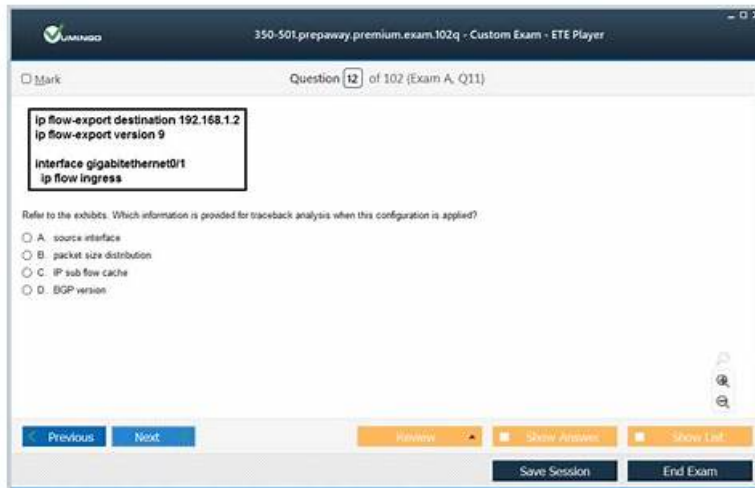 VUMINGO
350-501.prepaway.premium.exam.102q - Custom Exam - ETE Player
Mark
Question 12 of 102 (Exam A, Q11)
ip flow-export destination 192.168.1.2
ip flow-export version 9
interface gigabitethernet0/1
ip flow ingress
Refer to the exhibits. Which information is provided for traceback analysis when this configuration is applied?
A. source interface
B. packet size distribution
C. IP sub flow cache
D. BGP version
Previous Next Review Show Answer Show List
Save Session End Exam